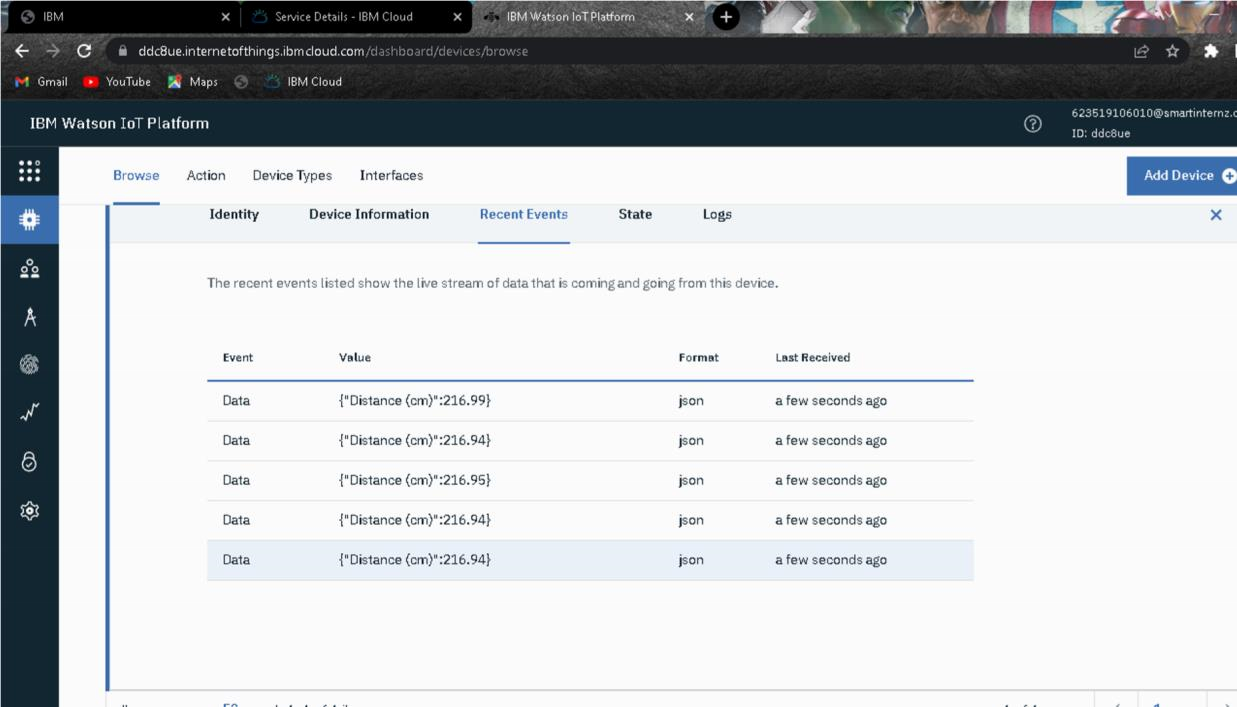 IBM
Service Details - IBM Cloud
IBM Watson IoT Platform
ddc8ue.internetofthings.ibmcloud.com/dashboard/devices/browse
Gmail YouTube Maps IBM Cloud
IBM Watson IoT Platform
623519106010@smartinternz.c
ID: ddc8ue
Browse Action Device Types Interfaces Add Device
Identity Device Information Recent Events State Logs
The recent events listed show the live stream of data that is coming and going from this device.
Event Value Format Last Received
Data {"Distance (cm)":216.99} json a few seconds ago
Data {"Distance (cm)":216.94} json a few seconds ago
Data {"Distance (cm)":216.95} json a few seconds ago
Data {"Distance (cm)":216.94} json a few seconds ago
Data {"Distance (cm)":216.94} json a few seconds ago